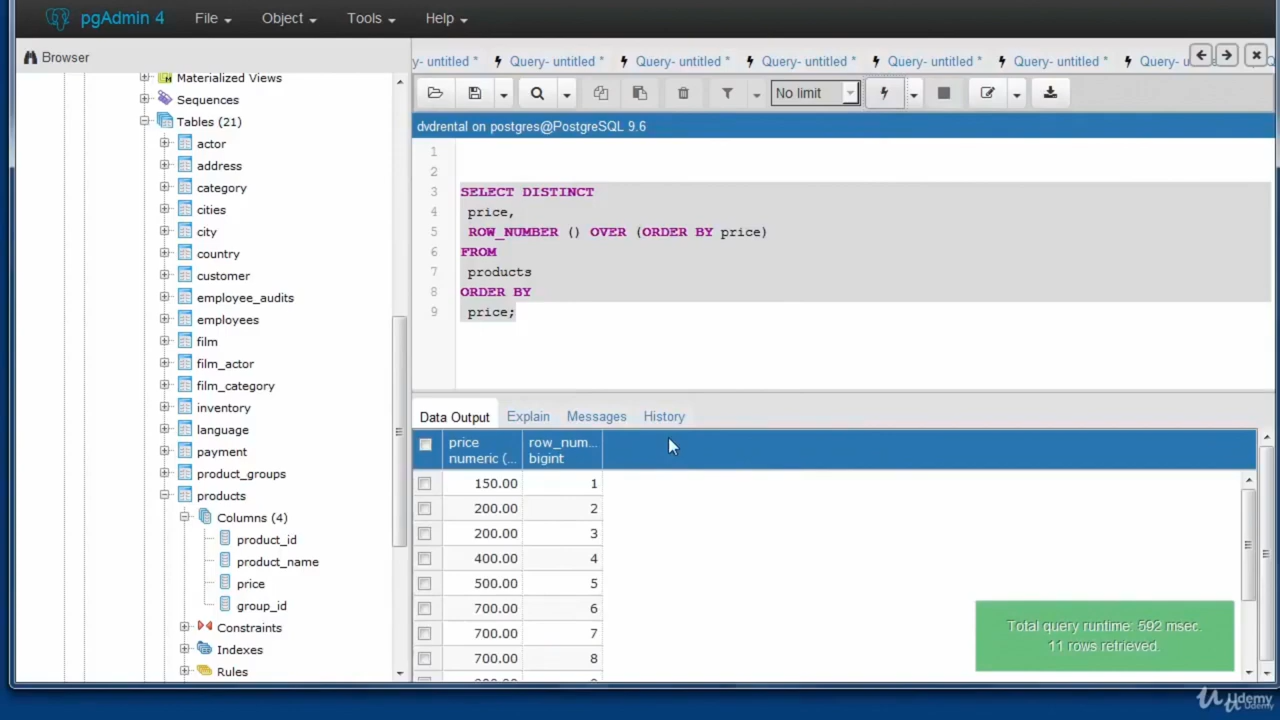 pgAdmin 4
File
Object
Tools
Help
Browser
Materialized Views
Sequences
Tables (21)
actor
address
category
cities
city
country
customer
employee_audits
employees
film
film_actor
film_category
inventory
language
payment
product_groups
products
Columns (4)
product_id
product_name
price
group_id
Constraints
Indexes
Rules
y- untitled *
Query- untitled *
Query- untitled *
Query- untitled *
Query- untitled *
Query- u
No limit
dvdrental on postgres@PostgreSQL 9.6
1
2
3 SELECT DISTINCT
4 price,
5 ROW_NUMBER () OVER (ORDER BY price)
6 FROM
7 products
8 ORDER BY
9 price;
Data Output Explain Messages History
price row_num...
numeric (... bigint
150.00 1
200.00 2
200.00 3
400.00 4
500.00 5
700.00 6
700.00 7
700.00 8
Total query runtime: 592 msec.
11 rows retrieved.
Udemy